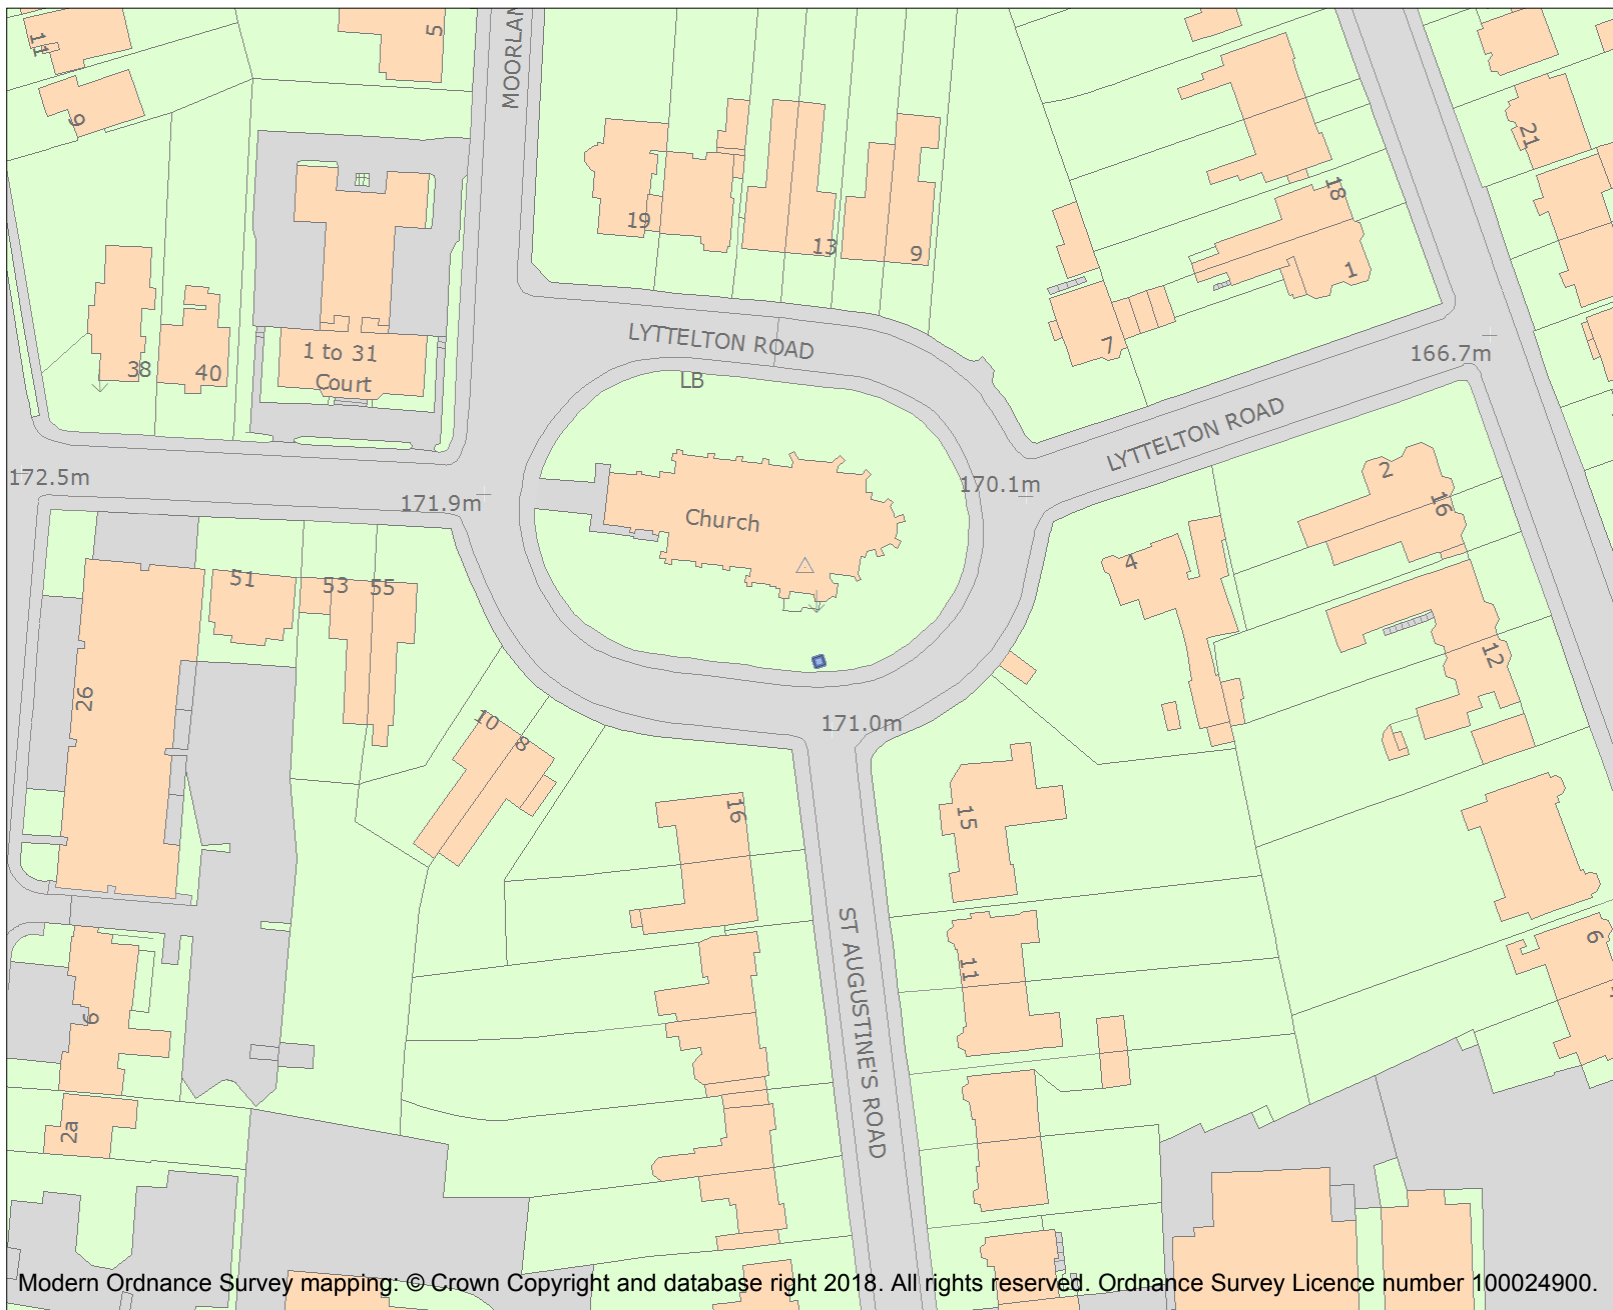 11
9
5
MOORLAN
19
13
9
21
18
1
7
38
40
1 to 31
Court
LYTTELTON ROAD
LB
166.7m
LYTTELTON ROAD
172.5m
171.9m
170.1m
Church
2
16
4
51
53
55
12
26
10
8
171.0m
16
15
11
ST AUGUSTINE'S ROAD
6
9
2a
Modern Ordnance Survey mapping: © Crown Copyright and database right 2018. All rights reserved. Ordnance Survey Licence number 100024900.